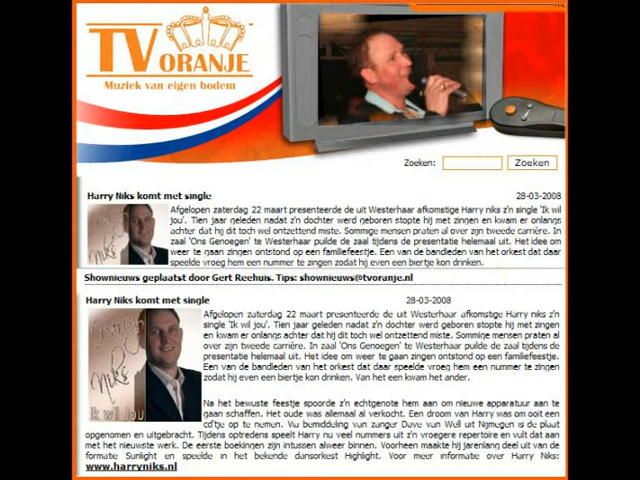 TV ORANJE
Muziek van eigen bodem
Zoeken: Zoeken
Harry Niks komt met single 28-03-2008
Afgelopen zaterdag 22 maart presenteerde de uit Westerhaar afkomstige Harry niks z'n single 'Ik wil
jou'. Tien jaar geleden nadat z'n dochter werd geboren stopte hij met zingen en kwam er onlangs
achter dat hij dit toch wel ontzettend miste. Sommige mensen praten al over zijn tweede carrière. In
zaal 'Ons Genoegen' te Westerhaar puilde de zaal tijdens de presentatie helemaal uit. Het idee om
weer te gaan zingen ontstond op een familiefeestje. Een van de bandleden van het orkest dat daar
speelde vroeg hem een nummer te zingen zodat hij even een biertje kon drinken.
Shownieuws geplaatst door Gert Reehuis. Tips: shownieuws@tvoranje.nl
Harry Niks komt met single 28-03-2008
Afgelopen zaterdag 22 maart presenteerde de uit Westerhaar afkomstige Harry niks z'n
single 'Ik wil jou'. Tien jaar geleden nadat z'n dochter werd geboren stopte hij met zingen
en kwam er onlangs achter dat hij dit toch wel ontzettend miste. Sommige mensen praten al
over zijn tweede carrière. In zaal 'Ons Genoegen' te Westerhaar puilde de zaal tijdens de
presentatie helemaal uit. Het idee om weer te gaan zingen ontstond op een familiefeestje.
Een van de bandleden van het orkest dat daar speelde vroeg hem een nummer te zingen
zodat hij even een biertje kon drinken. Van het een kwam het ander.
Niks
Ik wil jou
Na het bewuste feestje spoorde z'n echtgenote hem aan om nieuwe apparatuur aan te
gaan schaffen. Het oude was allemaal al verkocht. Een droom van Harry was om ooit een
cd'tje op te nemen. Via bemiddeling van zanger Dave van Well uit Nijmegen is de plaat
opgenomen en uitgebracht. Tijdens optredens speelt Harry nu veel nummers uit z'n vroegere repertoire en vult dat aan
met het nieuwste werk. De eerste boekingen zijn intussen alweer binnen. Voorheen maakte hij jarenlang deel uit van de
formatie Sunlight en speelde in het bekende dansorkest Highlight. Voor meer informatie over Harry Niks:
www.harryniks.nl